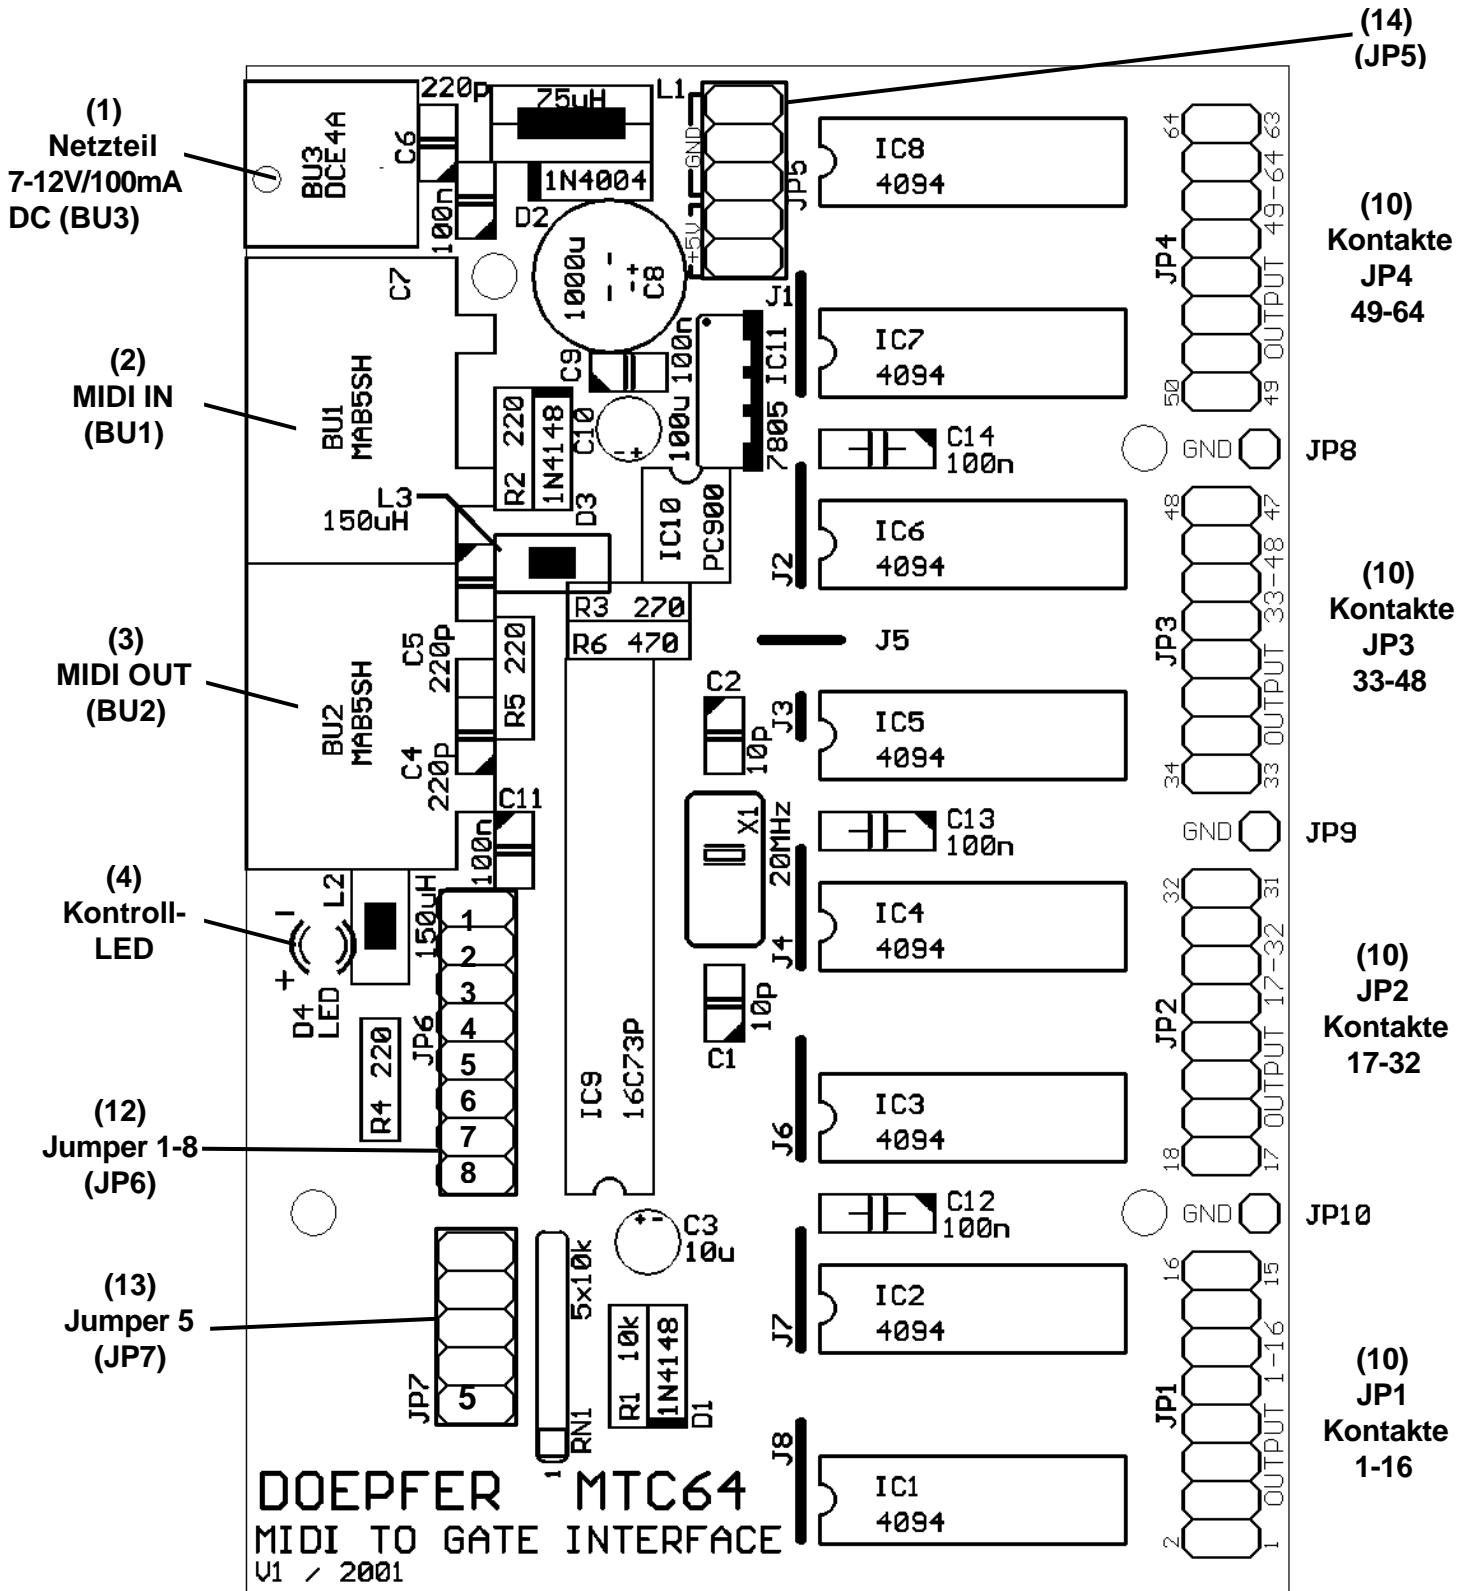 (14)
(JP5)
(1)
Netzteil
7-12V/100mA
DC (BU3)
(2)
MIDI IN
(BU1)
(3)
MIDI OUT
(BU2)
(4)
Kontroll-
LED
(12)
Jumper 1-8
(JP6)
(13)
Jumper 5
(JP7)
BU3
DCE4A
220p
C6
100n
C7
75uH
L1
1N4004
D2
1000u
C8
- +
GND
+5V
JP5
BU1
MAB5SH
C9
100n
C10
100u
- +
R2 220
1N4148
D3
IC11
7805
L3
150uH
IC10
PC900
R3 270
R6 470
C5
220p
R5 220
BU2
MAB5SH
C4
220p
C11
100n
L2
150uH
-
+
D4
LED
R4 220
JP6
1
2
3
4
5
6
7
8
IC9
16C73P
C2
10p
X1
20MHz
C1
10p
+ -
C3
10u
JP7
5
5x10k
RN1
1
R1 10k
1N4148
D1
J1
J2
J5
J3
J4
J6
J7
J8
IC8
4094
IC7
4094
C14
100n
IC6
4094
IC5
4094
C13
100n
IC4
4094
IC3
4094
C12
100n
IC2
4094
IC1
4094
64
63
JP4
OUTPUT 49-64
50
49
GND
JP8
48
47
JP3
OUTPUT 33-48
34
33
GND
JP9
32
31
JP2
OUTPUT 17-32
18
17
GND
JP10
16
15
JP1
OUTPUT 1-16
2
1
(10)
Kontakte
JP4
49-64
(10)
Kontakte
JP3
33-48
(10)
JP2
Kontakte
17-32
(10)
JP1
Kontakte
1-16
DOEPFER MTC64
MIDI TO GATE INTERFACE
V1 / 2001